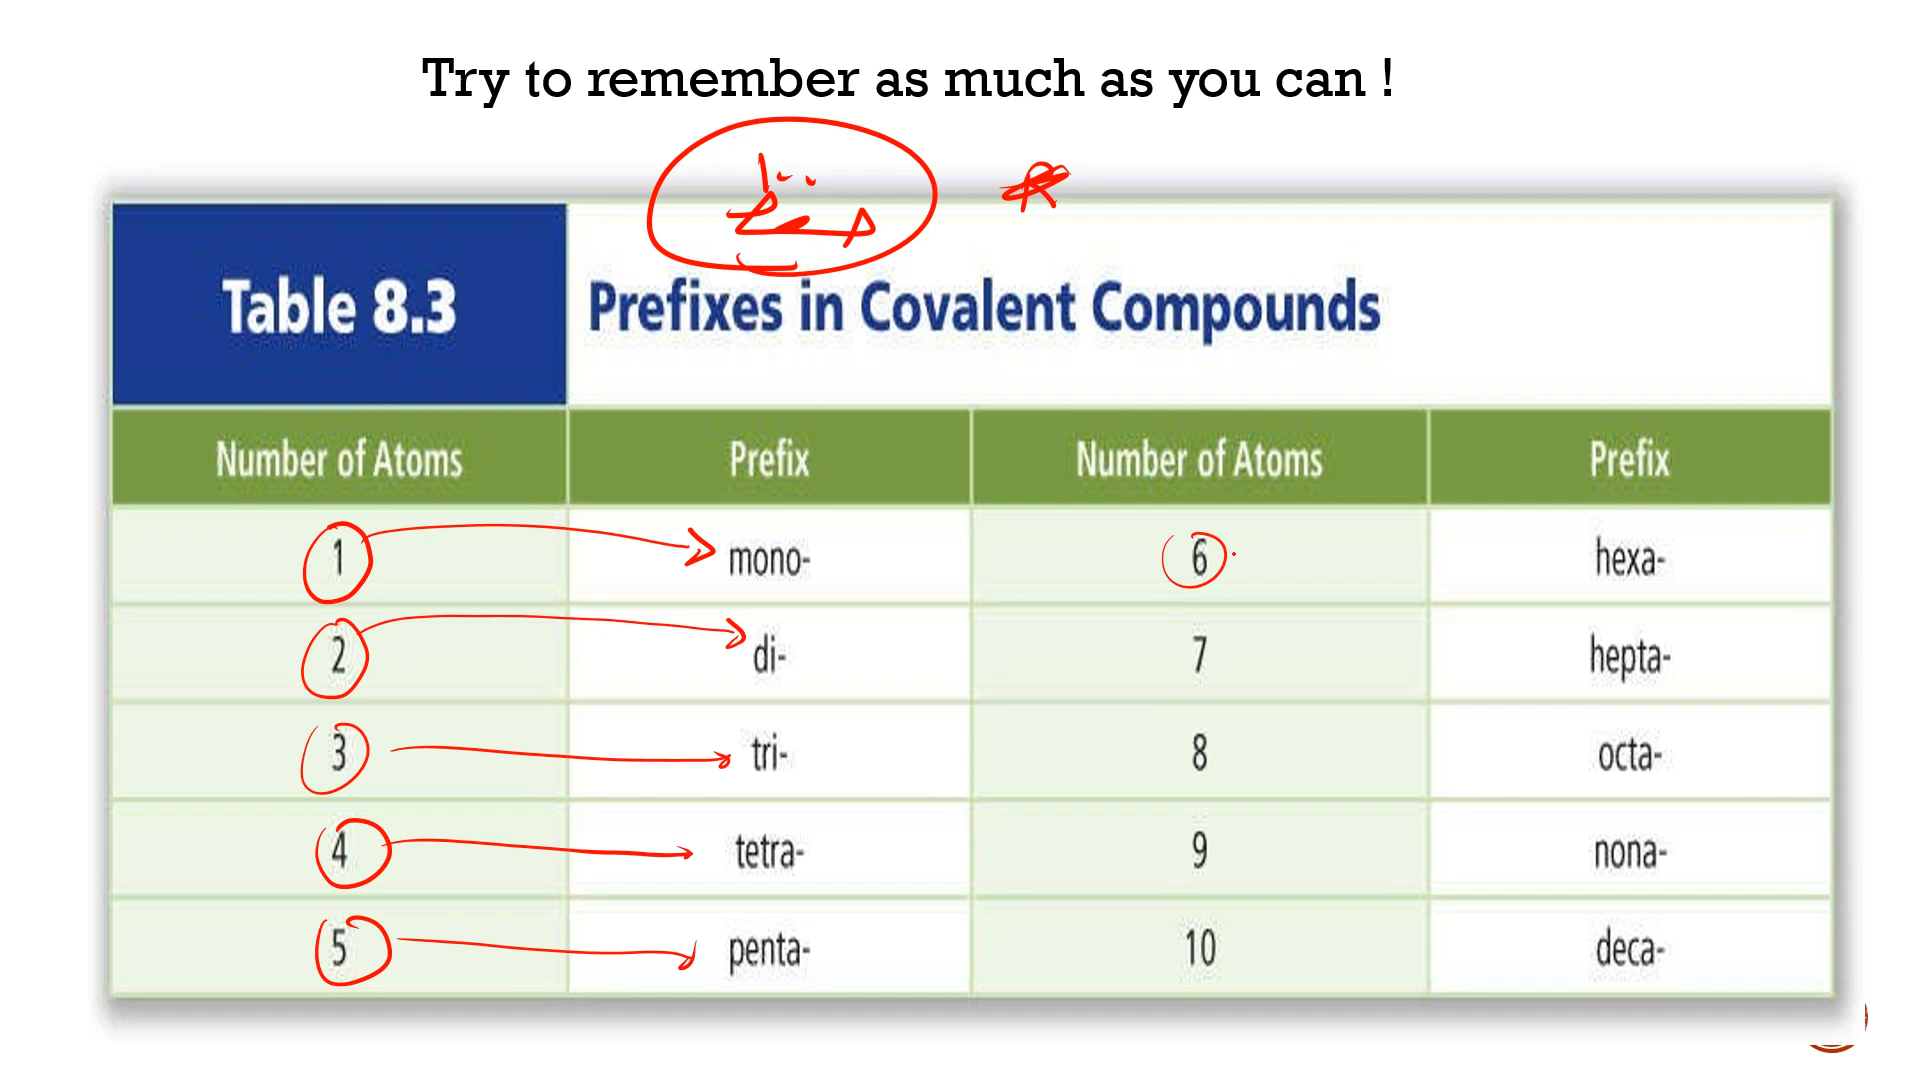 Try to remember as much as you can !
Table 8.3
Prefixes in Covalent Compounds
Number of Atoms Prefix Number of Atoms Prefix
1 mono- 6 hexa-
2 di- 7 hepta-
3 tri- 8 octa-
4 tetra- 9 nona-
5 penta- 10 deca-